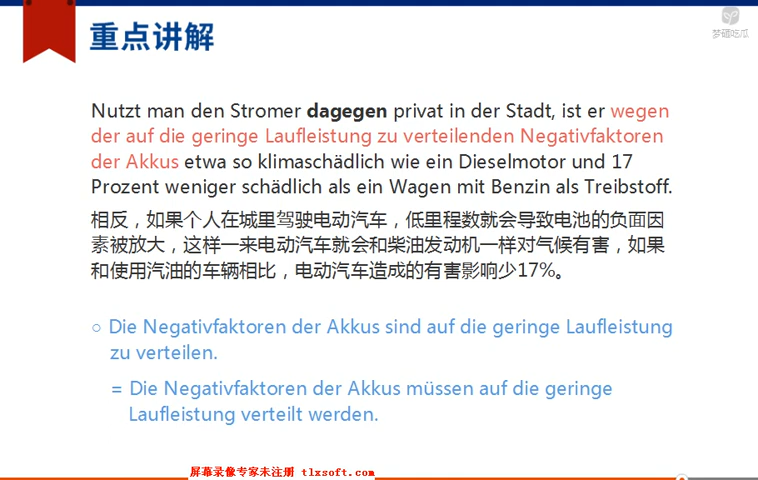 重点讲解
梦砸吃瓜
Nutzt man den Stromer dagegen privat in der Stadt, ist er wegen
der auf die geringe Laufleistung zu verteilenden Negativfaktoren
der Akkus etwa so klimaschädlich wie ein Dieselmotor und 17
Prozent weniger schädlich als ein Wagen mit Benzin als Treibstoff.
相反，如果个人在城里驾驶电动汽车，低里程数就会导致电池的负面因
素被放大，这样一来电动汽车就会和柴油发动机一样对气候有害，如果
和使用汽油的车辆相比，电动汽车造成的有害影响少17%。
○ Die Negativfaktoren der Akkus sind auf die geringe Laufleistung
zu verteilen.
= Die Negativfaktoren der Akkus müssen auf die geringe
Laufleistung verteilt werden.
屏幕录像专家未注册 tlxsoft.com